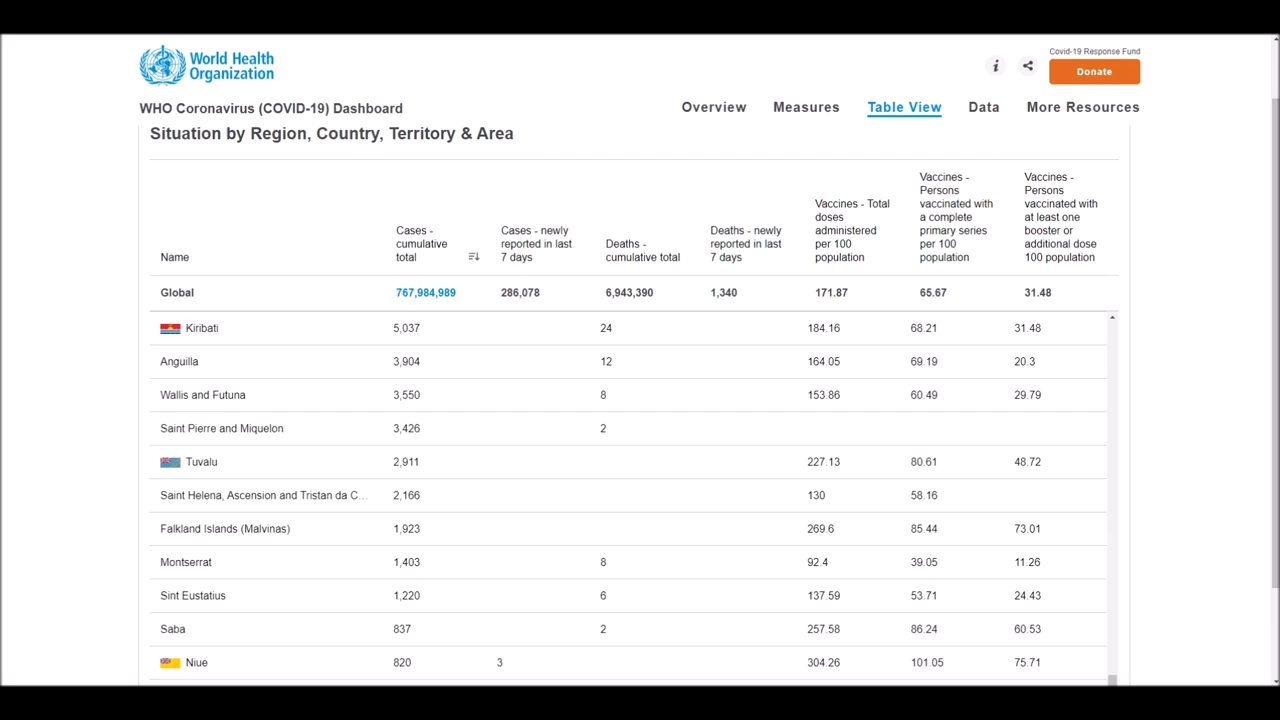 World Health
Organization
Covid-19 Response Fund
Donate
WHO Coronavirus (COVID-19) Dashboard
Overview Measures Table View Data More Resources
Situation by Region, Country, Territory & Area
Name
Cases -
cumulative
total
Cases - newly
reported in last
7 days
Deaths -
cumulative total
Deaths - newly
reported in last
7 days
Vaccines - Total
doses
administered
per 100
population
Vaccines -
Persons
vaccinated with
a complete
primary series
per 100
population
Vaccines -
Persons
vaccinated with
at least one
booster or
additional dose
100 population
Global 767,984,989 286,078 6,943,390 1,340 171.87 65.67 31.48
Kiribati 5,037 24 184.16 68.21 31.48
Anguilla 3,904 12 164.05 69.19 20.3
Wallis and Futuna 3,550 8 153.86 60.49 29.79
Saint Pierre and Miquelon 3,426 2
Tuvalu 2,911 227.13 80.61 48.72
Saint Helena, Ascension and Tristan da C... 2,166 130 58.16
Falkland Islands (Malvinas) 1,923 269.6 85.44 73.01
Montserrat 1,403 8 92.4 39.05 11.26
Sint Eustatius 1,220 6 137.59 53.71 24.43
Saba 837 2 257.58 86.24 60.53
Niue 820 3 304.26 101.05 75.71